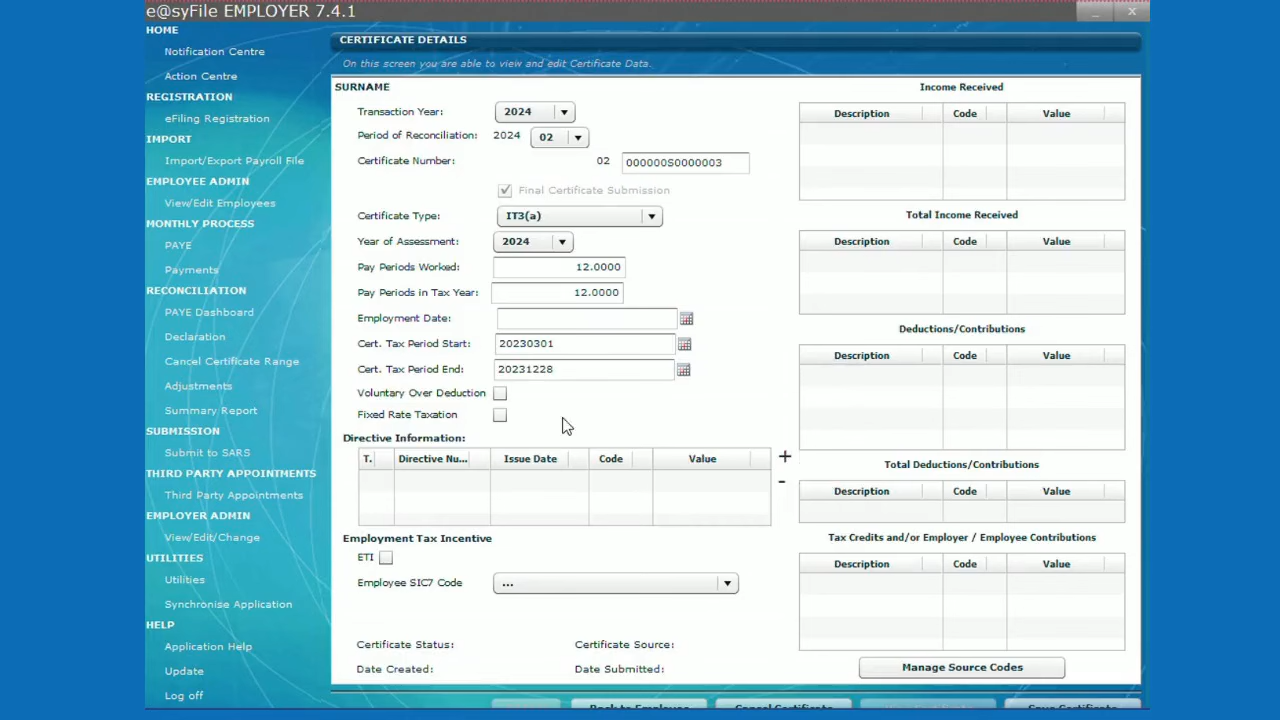 e@syFile EMPLOYER 7.4.1
HOME
Notification Centre
Action Centre
REGISTRATION
eFiling Registration
IMPORT
Import/Export Payroll File
EMPLOYEE ADMIN
View/Edit Employees
MONTHLY PROCESS
PAYE
Payments
RECONCILIATION
PAYE Dashboard
Declaration
Cancel Certificate Range
Adjustments
Summary Report
SUBMISSION
Submit to SARS
THIRD PARTY APPOINTMENTS
Third Party Appointments
EMPLOYER ADMIN
View/Edit/Change
UTILITIES
Utilities
Synchronise Application
HELP
Application Help
Update
Log off
CERTIFICATE DETAILS
On this screen you are able to view and edit Certificate Data.
SURNAME
Transaction Year: 2024
Period of Reconciliation: 2024 02
Certificate Number: 02 000000S0000003
Final Certificate Submission
Certificate Type: IT3(a)
Year of Assessment: 2024
Pay Periods Worked: 12.0000
Pay Periods in Tax Year: 12.0000
Employment Date:
Cert. Tax Period Start: 20230301
Cert. Tax Period End: 20231228
Voluntary Over Deduction
Fixed Rate Taxation
Directive Information:
T. Directive Nu... Issue Date Code Value
+
-
Employment Tax Incentive
ETI
Employee SIC7 Code ...
Certificate Status: Certificate Source:
Date Created: Date Submitted:
Income Received
Description Code Value
Total Income Received
Description Code Value
Deductions/Contributions
Description Code Value
Total Deductions/Contributions
Description Code Value
Tax Credits and/or Employer / Employee Contributions
Description Code Value
Manage Source Codes
Back to Employee Cancel Certificate Save Certificate